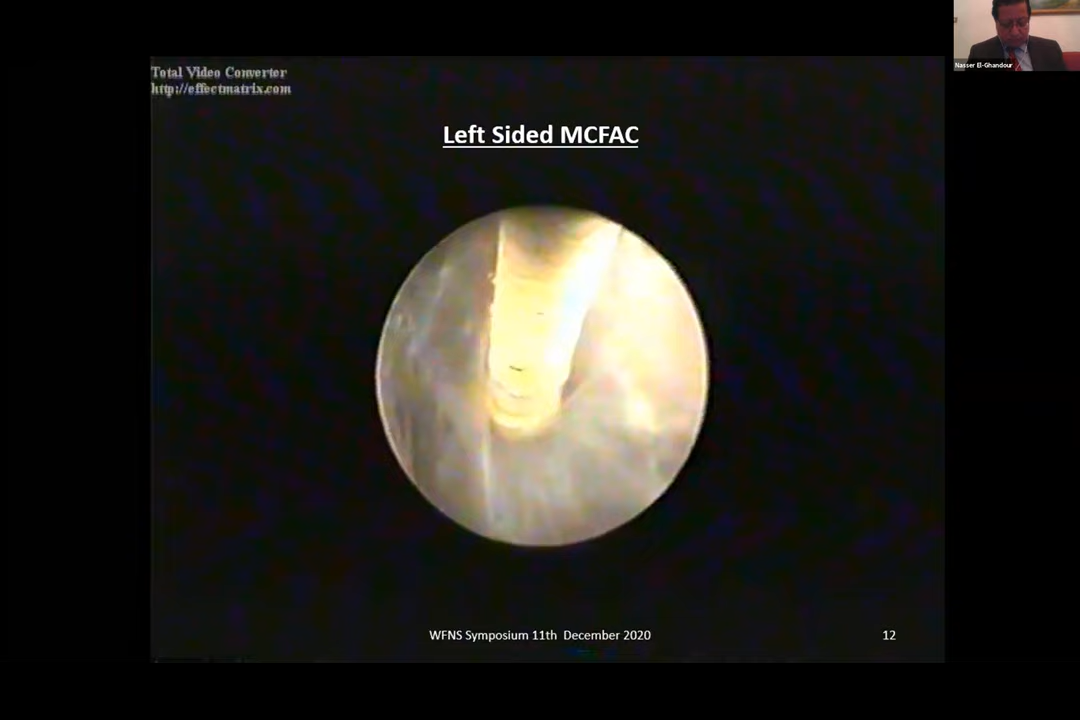 Total Video Converter
http://effectmatrix.com
Nasser El-Ghandour
Left Sided MCFAC
WFNS Symposium 11th December 2020
12